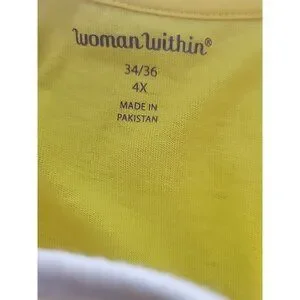 woman within®
34/36
4X
MADE IN
PAKISTAN